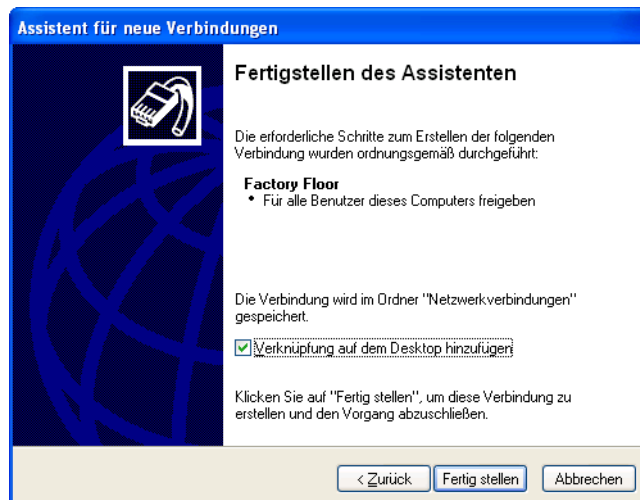 Assistent für neue Verbindungen
Fertigstellen des Assistenten
Die erforderliche Schritte zum Erstellen der folgenden
Verbindung wurden ordnungsgemäß durchgeführt:
Factory Floor
• Für alle Benutzer dieses Computers freigeben
Die Verbindung wird im Ordner "Netzwerkverbindungen"
gespeichert.
Verknüpfung auf dem Desktop hinzufügen
Klicken Sie auf "Fertig stellen", um diese Verbindung zu
erstellen und den Vorgang abzuschließen.
< Zurück Fertig stellen Abbrechen